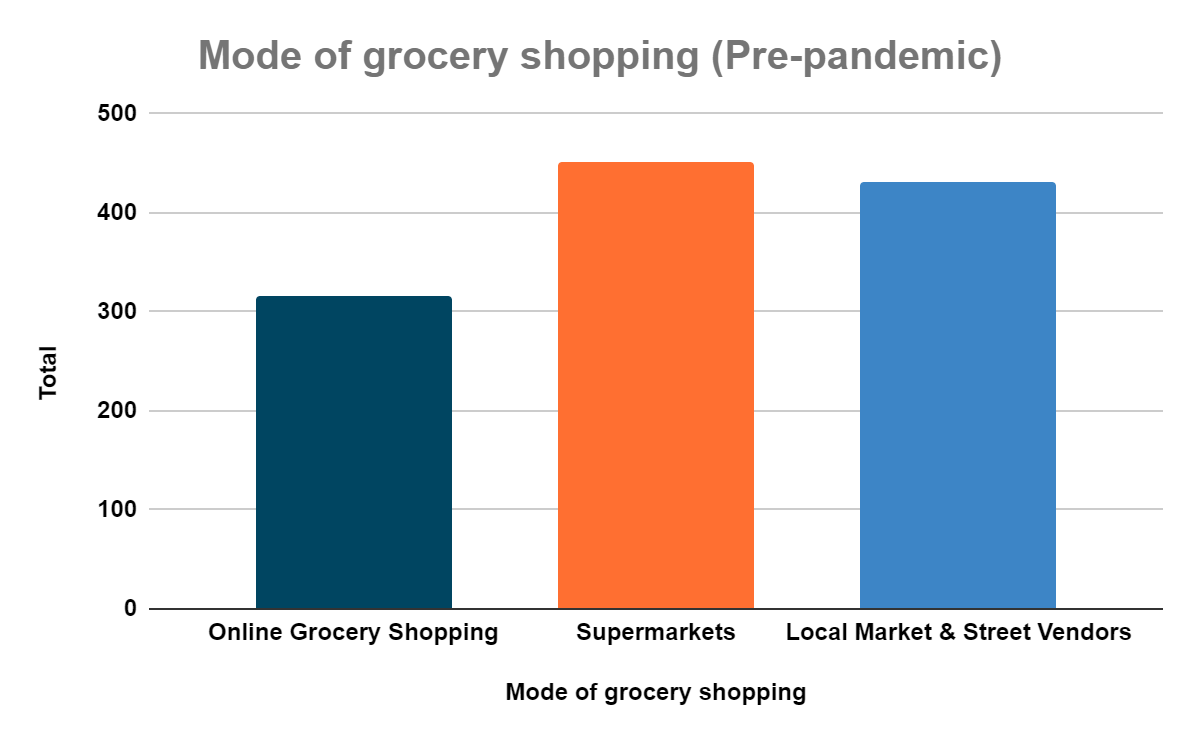 Mode of grocery shopping (Pre-pandemic)
500
400
300
200
100
0
Total
Online Grocery Shopping
Supermarkets
Local Market & Street Vendors
Mode of grocery shopping